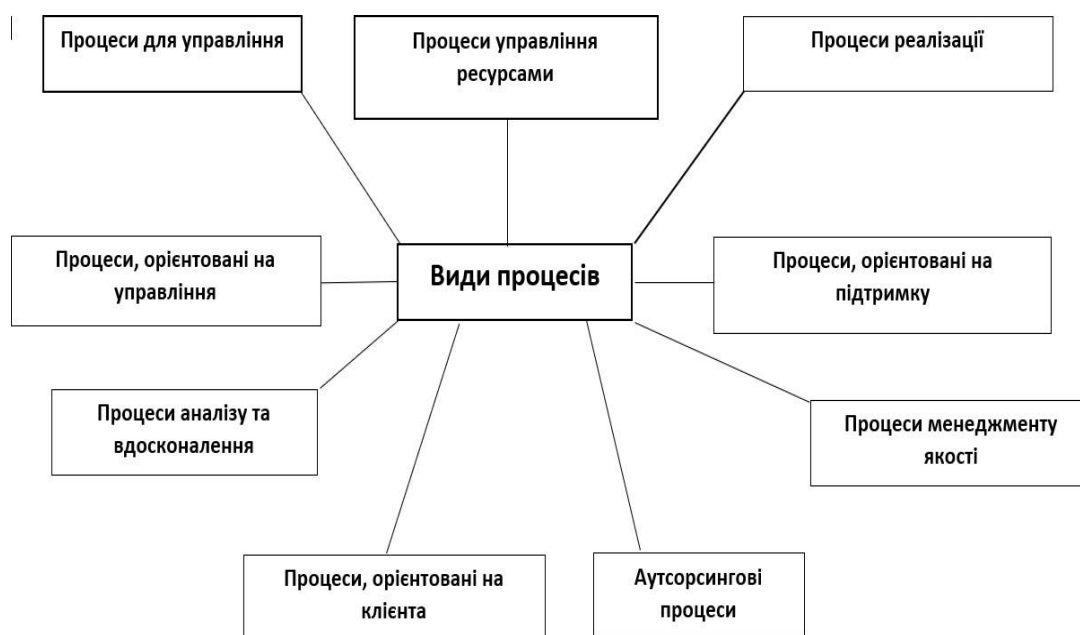 Процеси для управління
Процеси управління
ресурсами
Процеси реалізації
Процеси, орієнтовані на
управління
Види процесів
Процеси, орієнтовані на
підтримку
Процеси аналізу та
вдосконалення
Процеси менеджменту
якості
Процеси, орієнтовані на
клієнта
Аутсорсингові
процеси